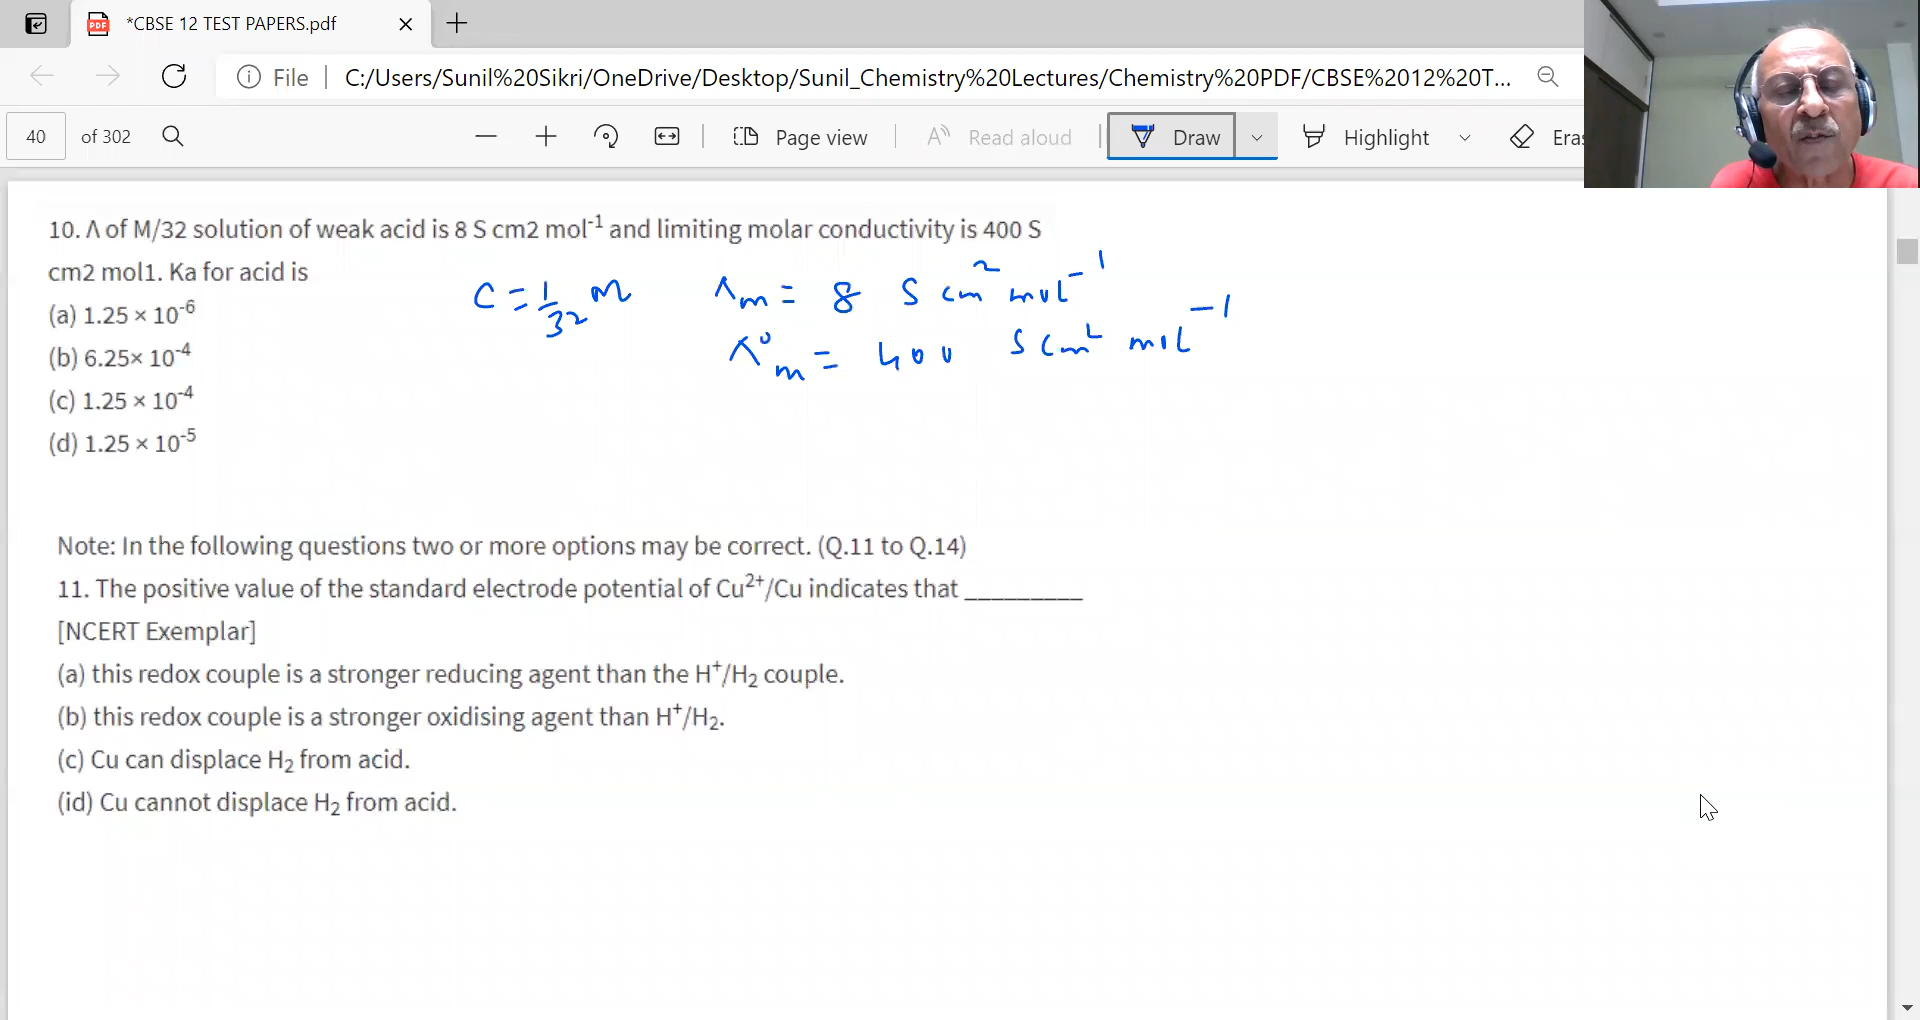 *CBSE 12 TEST PAPERS.pdf
File | C:/Users/Sunil%20Sikri/OneDrive/Desktop/Sunil_Chemistry%20Lectures/Chemistry%20PDF/CBSE%2012%20T...
40 of 302 Page view Read aloud Draw Highlight Eras
10. Λ of M/32 solution of weak acid is 8 S cm2 mol⁻¹ and limiting molar conductivity is 400 S
cm2 mol1. Ka for acid is
C = 1/32 M Λm = 8 S cm² mol⁻¹
(a) 1.25 × 10⁻⁶
Λ°m = 400 S cm² mol⁻¹
(b) 6.25× 10⁻⁴
(c) 1.25 × 10⁻⁴
(d) 1.25 × 10⁻⁵
Note: In the following questions two or more options may be correct. (Q.11 to Q.14)
11. The positive value of the standard electrode potential of Cu²⁺/Cu indicates that _________
[NCERT Exemplar]
(a) this redox couple is a stronger reducing agent than the H⁺/H₂ couple.
(b) this redox couple is a stronger oxidising agent than H⁺/H₂.
(c) Cu can displace H₂ from acid.
(id) Cu cannot displace H₂ from acid.